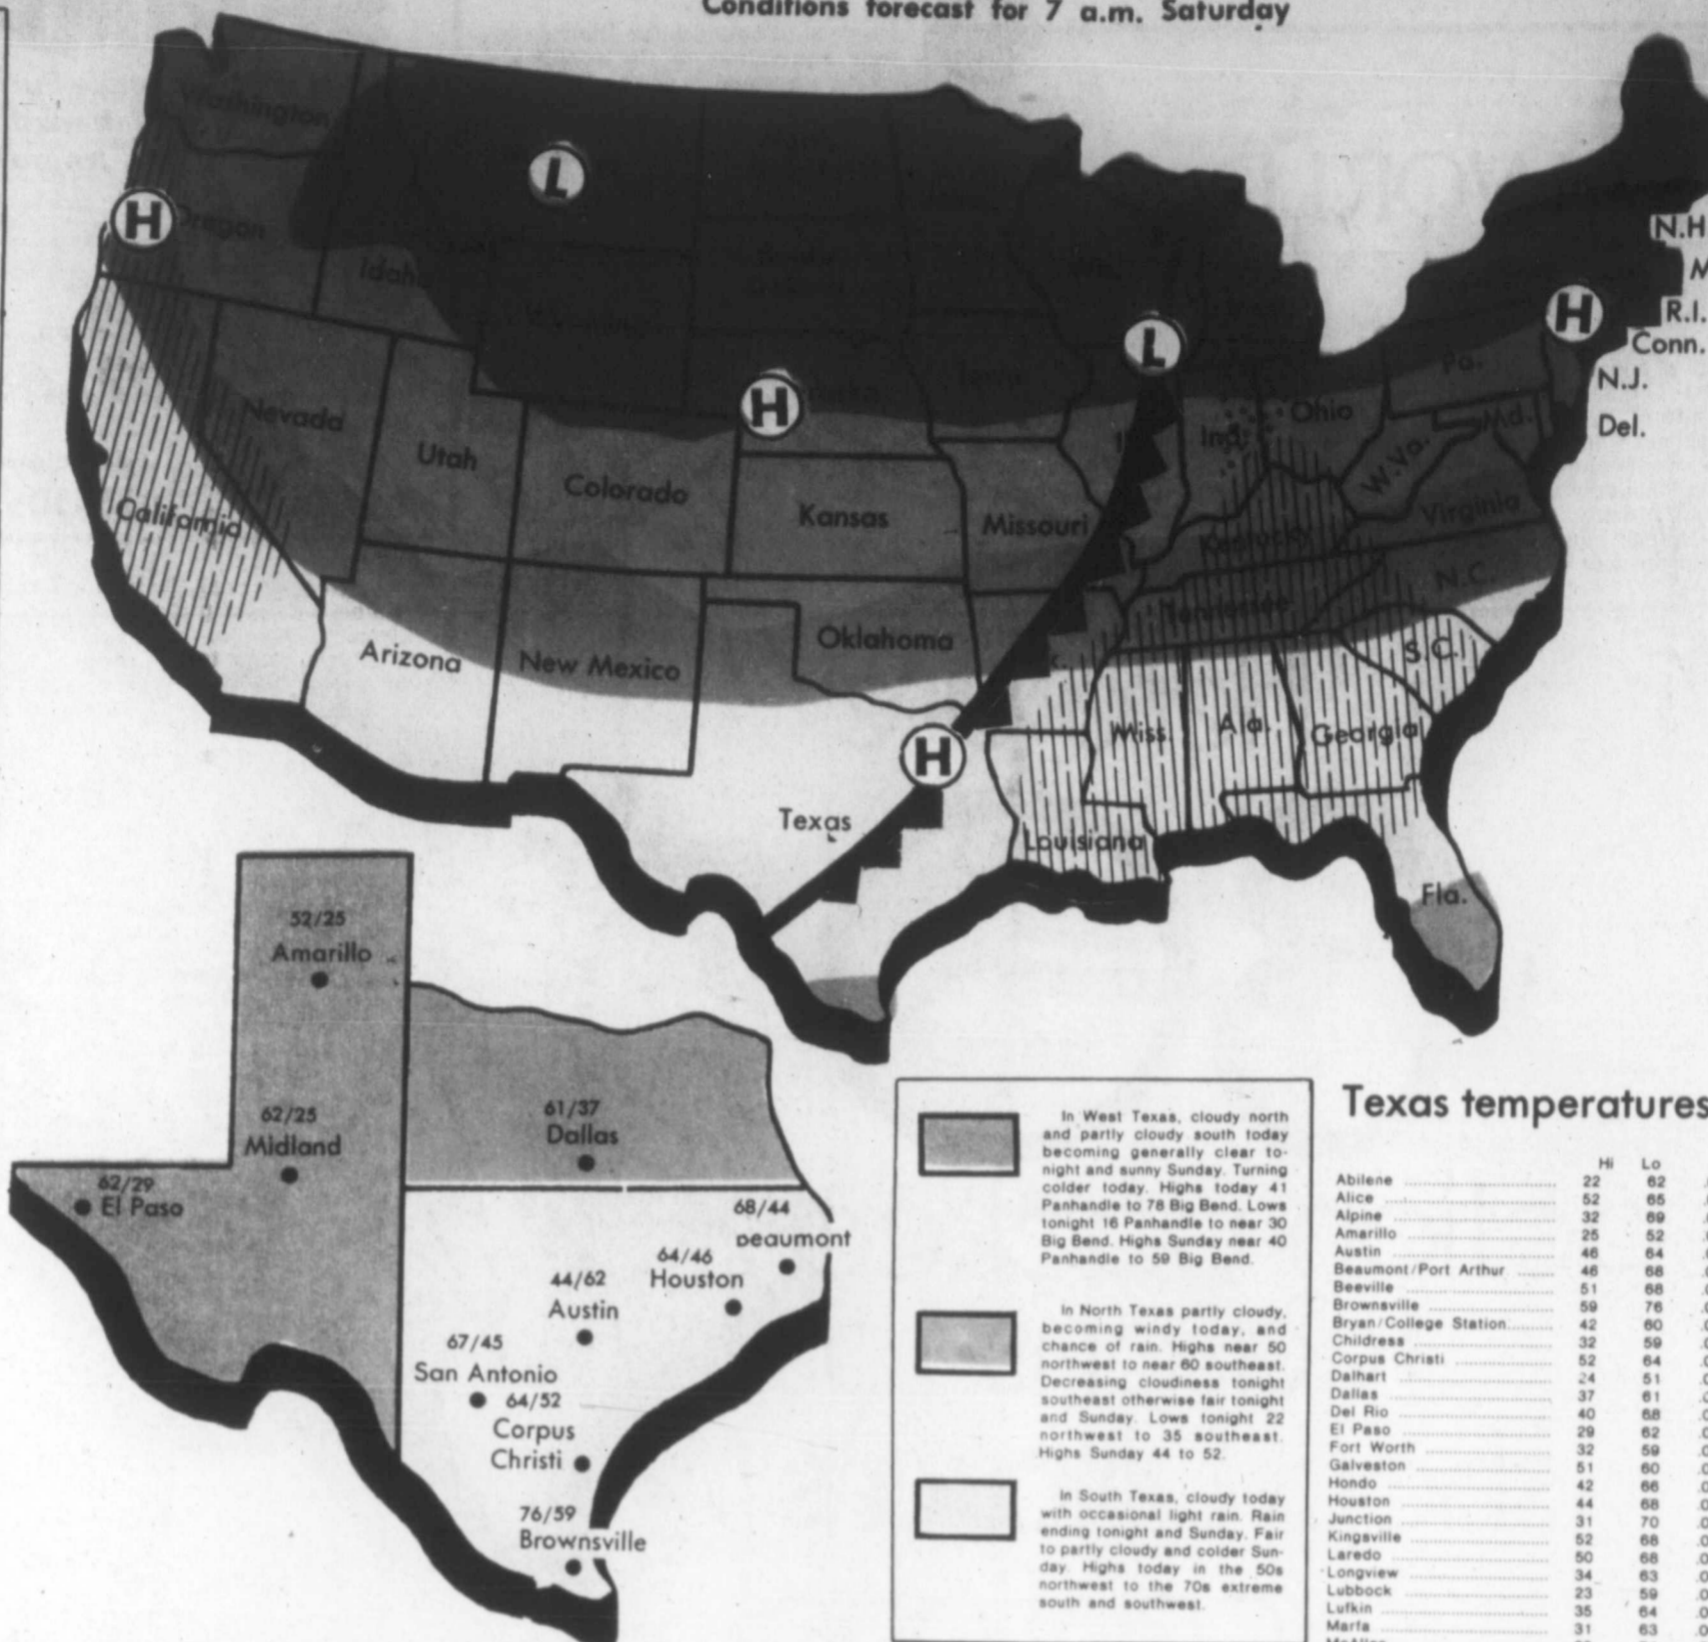 Conditions forecast for 7 a.m. Saturday
Washington
L
H
Oregon
N.H
M
R.I.
Conn.
N.J.
Del.
H
L
H
Pa.
Ohio
Md.
Ind.
W.Va.
Nevada
Utah
Colorado
Kansas
Missouri
Virginia
California
Kentucky
N.C.
Tennessee
Arizona
New Mexico
Oklahoma
S.C.
H
Miss.
Ala.
Georgia
Texas
Louisiana
Fla.
52/25
Amarillo
62/25
Midland
61/37
Dallas
62/29
El Paso
68/44
Beaumont
64/46
Houston
44/62
Austin
67/45
San Antonio
64/52
Corpus
Christi
76/59
Brownsville
In West Texas, cloudy north
and partly cloudy south today
becoming generally clear to-
night and sunny Sunday. Turning
colder today. Highs today 41
Panhandle to 78 Big Bend. Lows
tonight 16 Panhandle to near 30
Big Bend. Highs Sunday near 40
Panhandle to 59 Big Bend.
In North Texas partly cloudy,
becoming windy today, and
chance of rain. Highs near 50
northwest to near 60 southeast.
Decreasing cloudiness tonight
southeast otherwise fair tonight
and Sunday. Lows tonight 22
northwest to 35 southeast.
Highs Sunday 44 to 52.
In South Texas, cloudy today
with occasional light rain. Rain
ending tonight and Sunday. Fair
to partly cloudy and colder Sun-
day. Highs today in the 50s
northwest to the 70s extreme
south and southwest.
Texas temperatures
Hi Lo
Abilene 22 62
Alice 52 65
Alpine 32 69
Amarillo 25 52
Austin 46 64
Beaumont/Port Arthur 46 68
Beeville 51 68
Brownsville 59 76
Bryan/College Station 42 60
Childress 32 59
Corpus Christi 52 64
Dalhart 24 51
Dallas 37 61
Del Rio 40 68
El Paso 29 62
Fort Worth 32 59
Galveston 51 60
Hondo 42 66
Houston 44 68
Junction 31 70
Kingsville 52 68
Laredo 50 68
Longview 34 63
Lubbock 23 59
Lufkin 35 64
Marfa 31 63